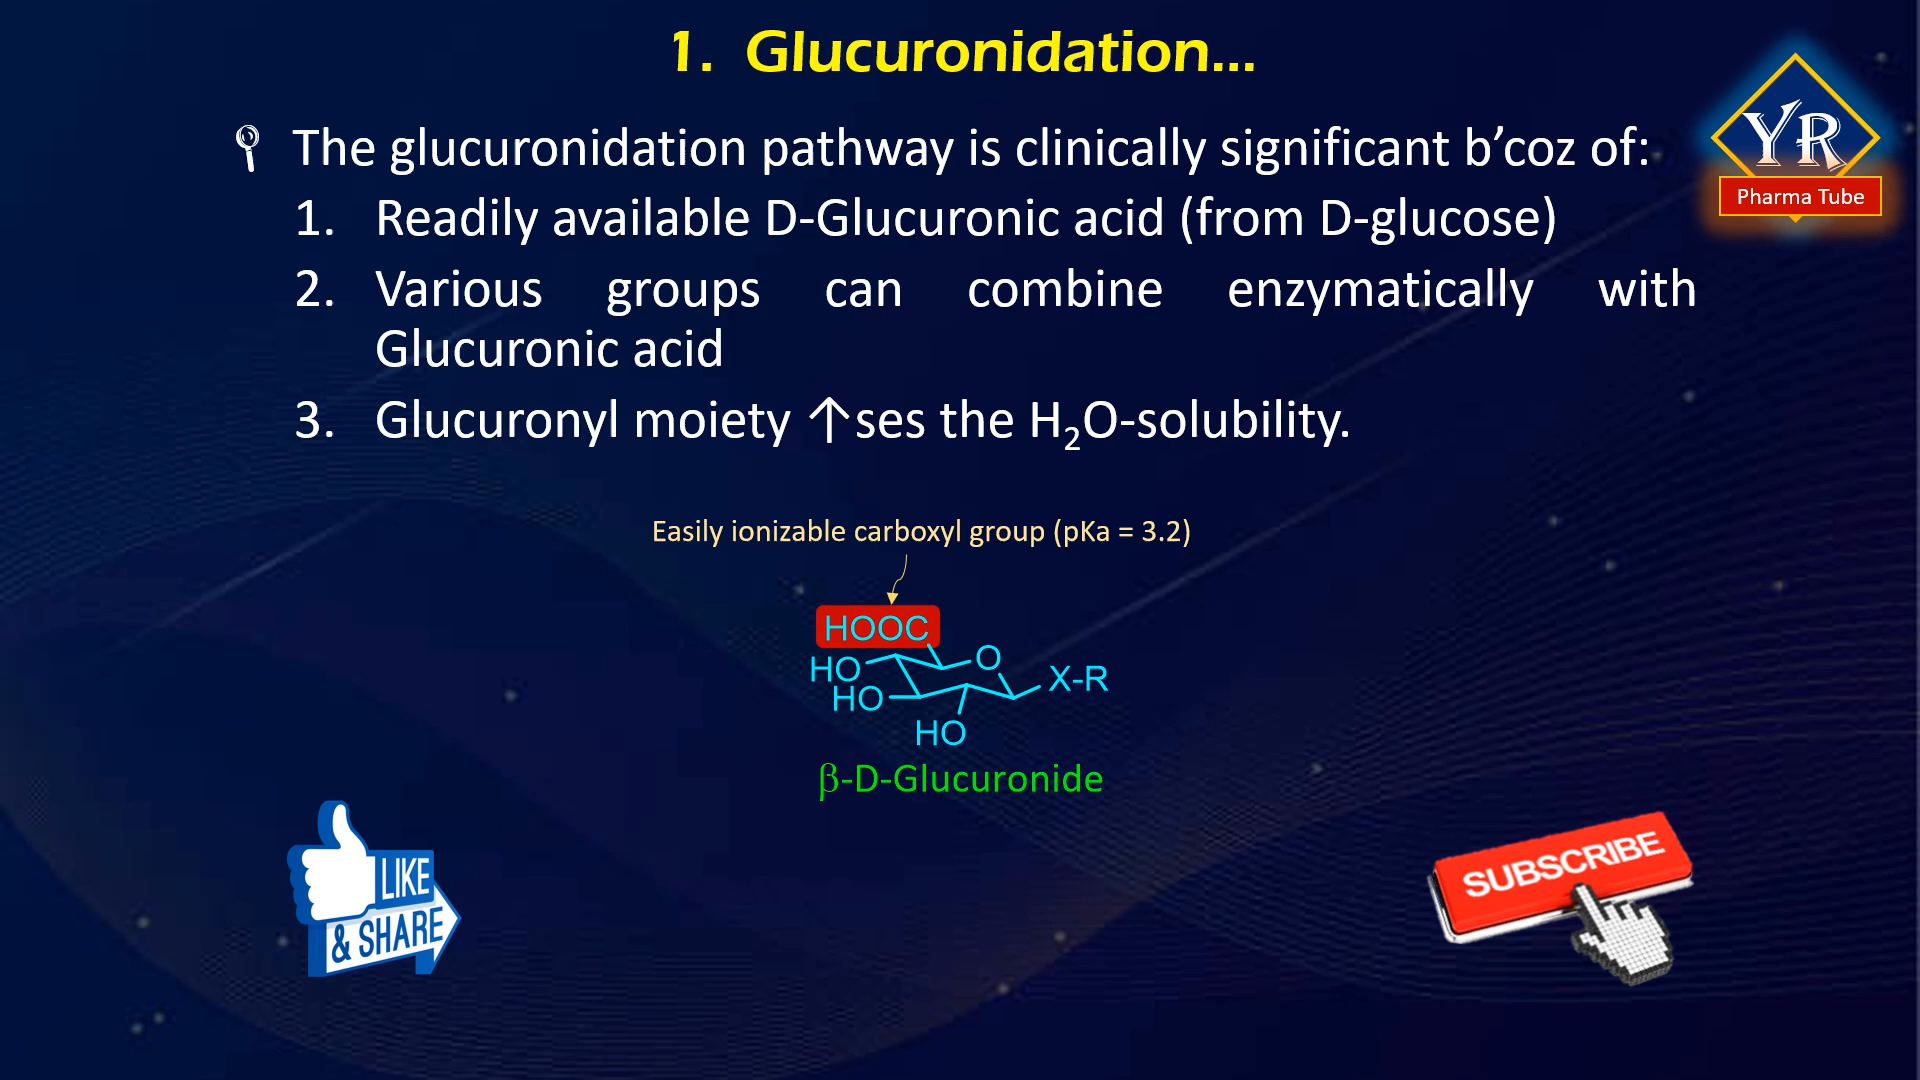 1. Glucuronidation...
The glucuronidation pathway is clinically significant b’coz of:
1. Readily available D-Glucuronic acid (from D-glucose)
2. Various groups can combine enzymatically with
Glucuronic acid
3. Glucuronyl moiety ↑ses the H₂O-solubility.
YR
Pharma Tube
Easily ionizable carboxyl group (pKa = 3.2)
HOOC
O
HO
X-R
HO
HO
β-D-Glucuronide
LIKE
& SHARE
SUBSCRIBE